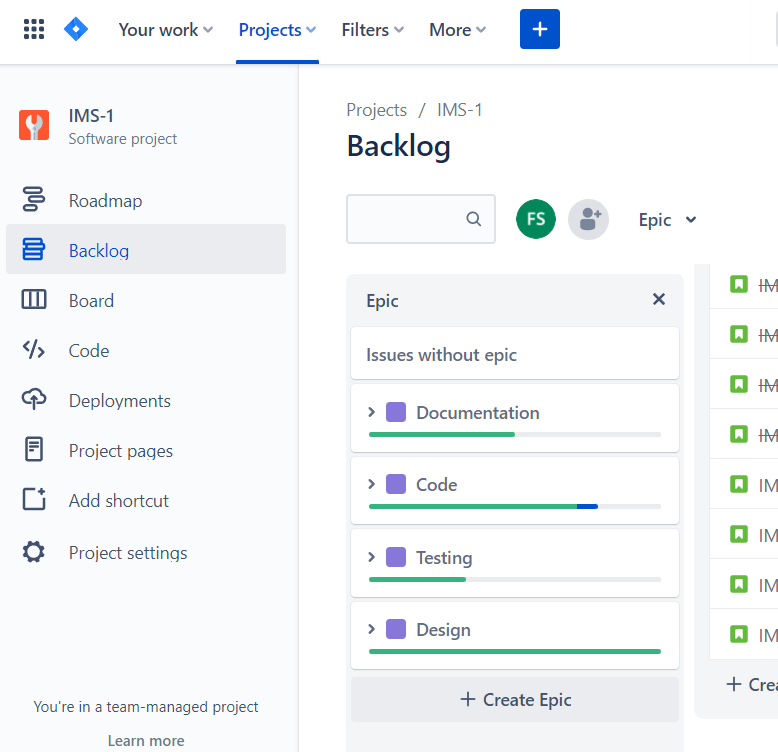 Your work
Projects
Filters
More
+
IMS-1
Software project
Roadmap
Backlog
Board
Code
Deployments
Project pages
Add shortcut
Project settings
You're in a team-managed project
Learn more
Projects / IMS-1
Backlog
FS
Epic
Epic
Issues without epic
Documentation
Code
Testing
Design
+ Create Epic
IM
IM
IM
IM
IM
IM
IM
IM
+ Crea